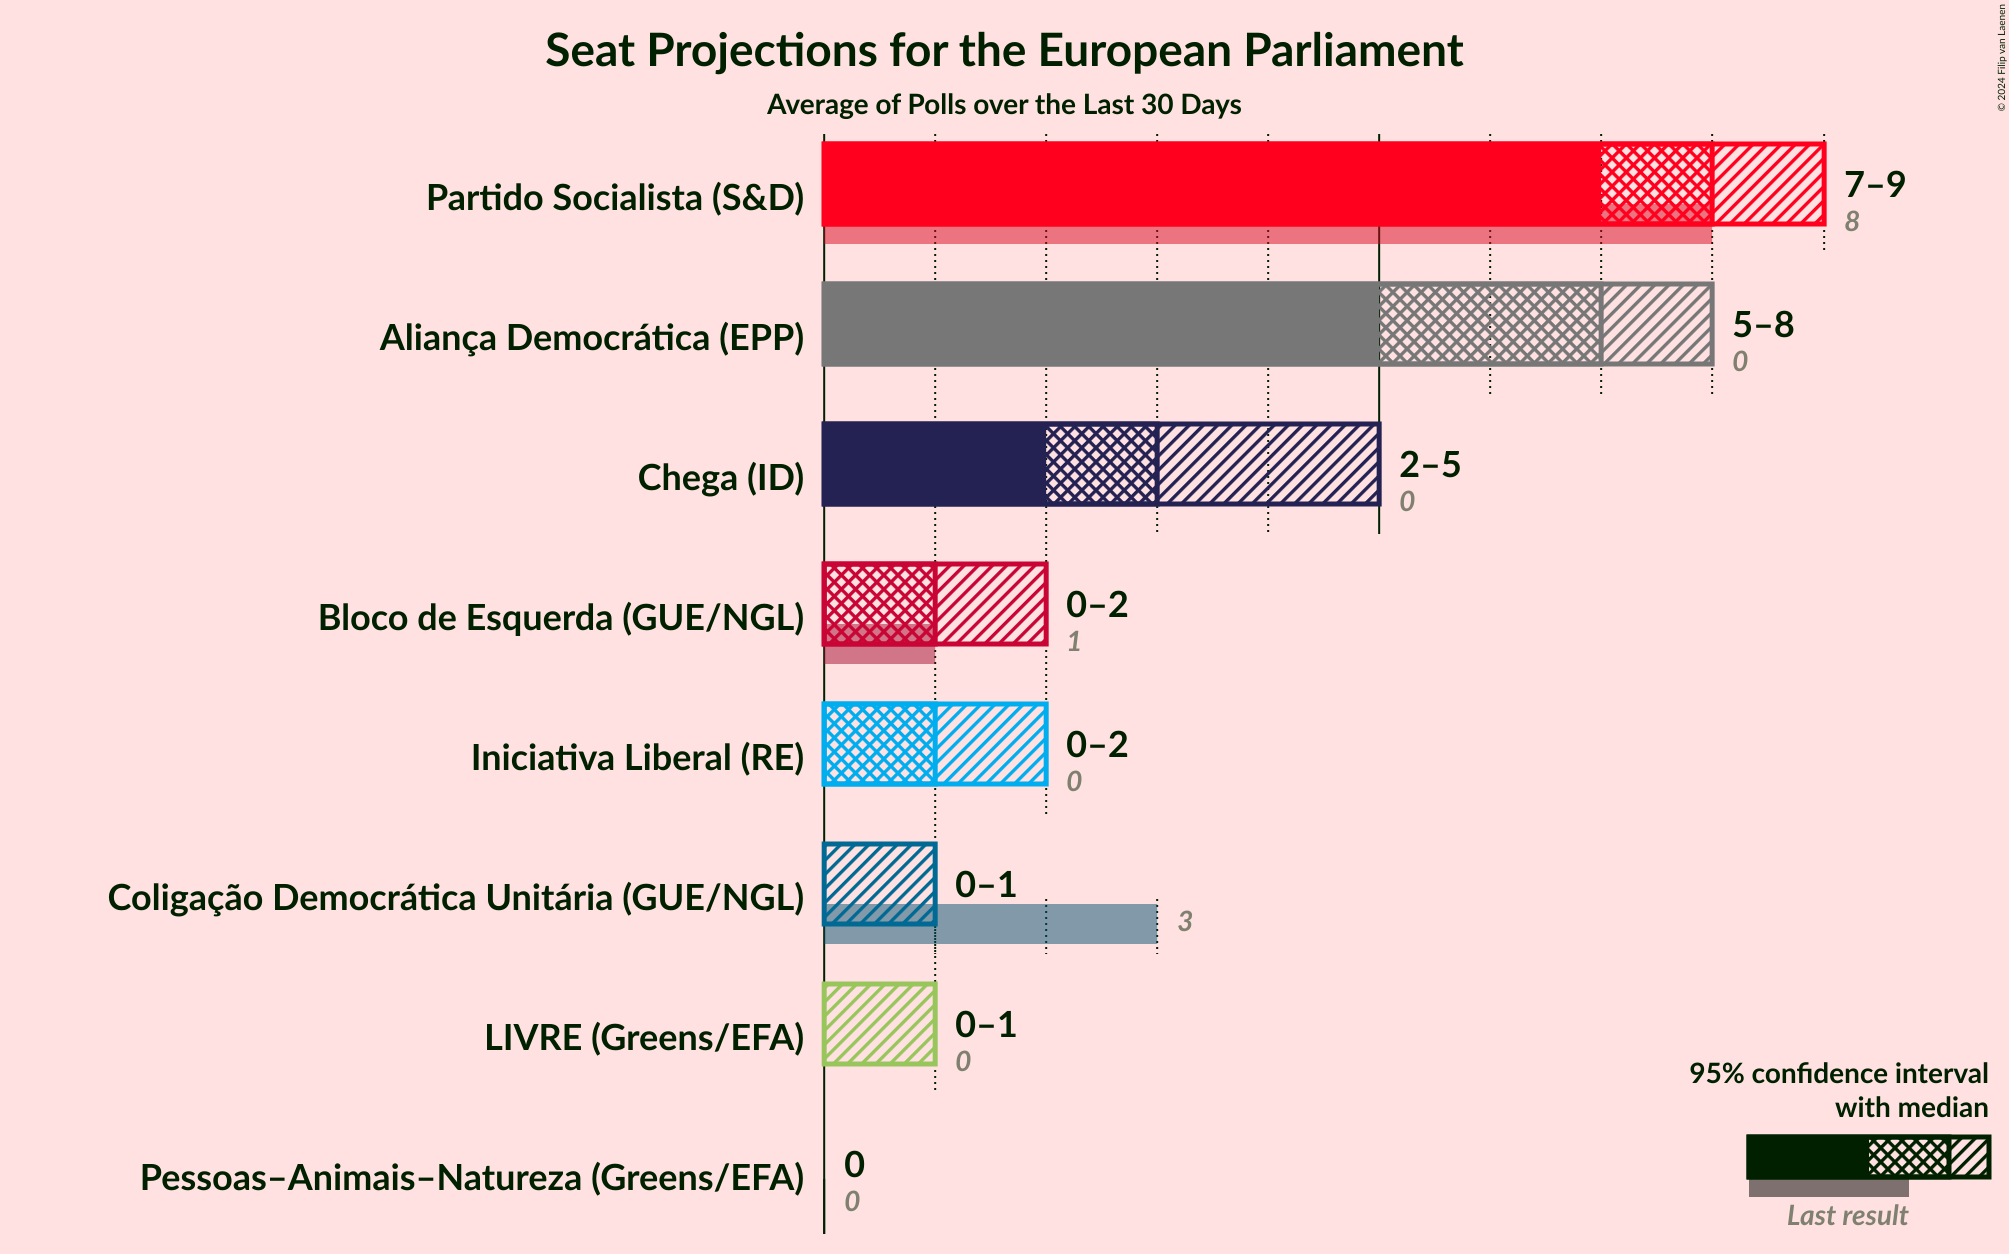 Seat Projections for the European Parliament
Average of Polls over the Last 30 Days
© 2024 Filip van Laenen
Partido Socialista (S&D)
7–9
8
Aliança Democrática (EPP)
5–8
0
Chega (ID)
2–5
0
Bloco de Esquerda (GUE/NGL)
0–2
1
Iniciativa Liberal (RE)
0–2
0
Coligação Democrática Unitária (GUE/NGL)
0–1
3
LIVRE (Greens/EFA)
0–1
0
Pessoas–Animais–Natureza (Greens/EFA)
0
0
95% confidence interval
with median
Last result